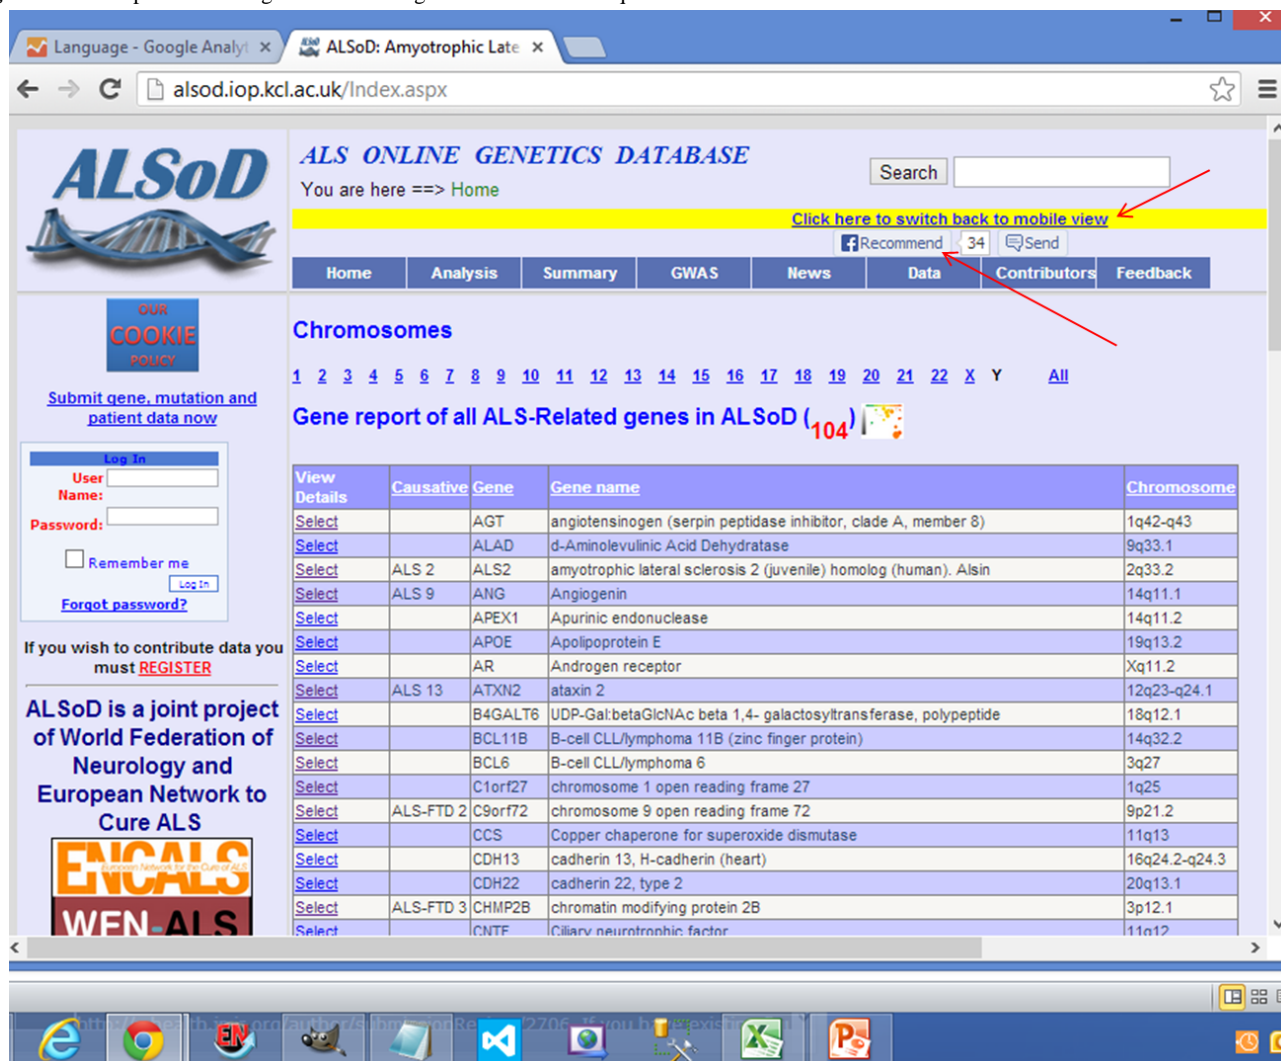 Language - Google Analyt
ALSoD: Amyotrophic Late
alsod.iop.kcl.ac.uk/Index.aspx
ALSoD
ALS ONLINE GENETICS DATABASE
You are here ==> Home
Search
Click here to switch back to mobile view
Recommend 34 Send
Home Analysis Summary GWAS News Data Contributors Feedback
OUR
COOKIE
POLICY
Submit gene, mutation and
patient data now
Log In
User
Name:
Password:
Remember me
Log In
Forgot password?
If you wish to contribute data you
must REGISTER
ALSoD is a joint project
of World Federation of
Neurology and
European Network to
Cure ALS
ENCALS
European Network for the Cure of ALS
WFN-ALS
Chromosomes
1 2 3 4 5 6 7 8 9 10 11 12 13 14 15 16 17 18 19 20 21 22 X Y All
Gene report of all ALS-Related genes in ALSoD (104)
View Details Causative Gene Gene name Chromosome
Select AGT angiotensinogen (serpin peptidase inhibitor, clade A, member 8) 1q42-q43
Select ALAD d-Aminolevulinic Acid Dehydratase 9q33.1
Select ALS 2 ALS2 amyotrophic lateral sclerosis 2 (juvenile) homolog (human). Alsin 2q33.2
Select ALS 9 ANG Angiogenin 14q11.1
Select APEX1 Apurinic endonuclease 14q11.2
Select APOE Apolipoprotein E 19q13.2
Select AR Androgen receptor Xq11.2
Select ALS 13 ATXN2 ataxin 2 12q23-q24.1
Select B4GALT6 UDP-Gal:betaGlcNAc beta 1,4- galactosyltransferase, polypeptide 18q12.1
Select BCL11B B-cell CLL/lymphoma 11B (zinc finger protein) 14q32.2
Select BCL6 B-cell CLL/lymphoma 6 3q27
Select C1orf27 chromosome 1 open reading frame 27 1q25
Select ALS-FTD 2 C9orf72 chromosome 9 open reading frame 72 9p21.2
Select CCS Copper chaperone for superoxide dismutase 11q13
Select CDH13 cadherin 13, H-cadherin (heart) 16q24.2-q24.3
Select CDH22 cadherin 22, type 2 20q13.1
Select ALS-FTD 3 CHMP2B chromatin modifying protein 2B 3p12.1
Select CNTF Ciliary neurotrophic factor 11q12